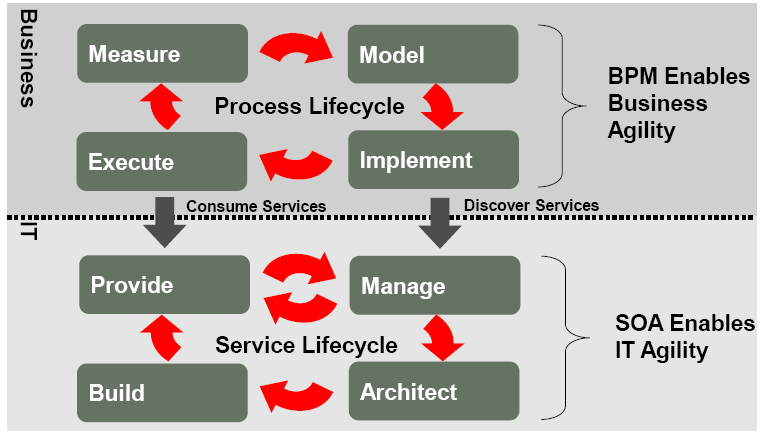 Business
Measure
Model
Process Lifecycle
BPM Enables
Business
Agility
Execute
Implement
Consume Services
Discover Services
IT
Provide
Manage
Service Lifecycle
SOA Enables
IT Agility
Build
Architect